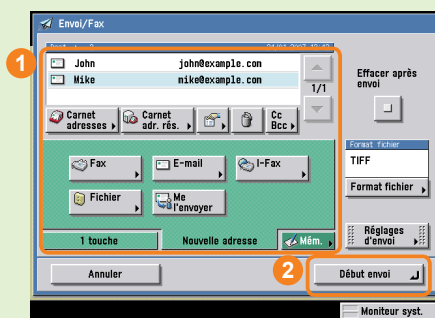 Envoi/Fax
1
John john@example.com
Mike mike@example.com
1/1
Effacer après
envoi
Carnet
adresses
Carnet
adr. rés.
Cc
Bcc
Format fichier
TIFF
Format fichier
Fax
E-mail
I-Fax
Fichier
Me
l'envoyer
Réglages
d'envoi
1 touche
Nouvelle adresse
Mém.
2
Annuler
Début envoi
Moniteur syst.